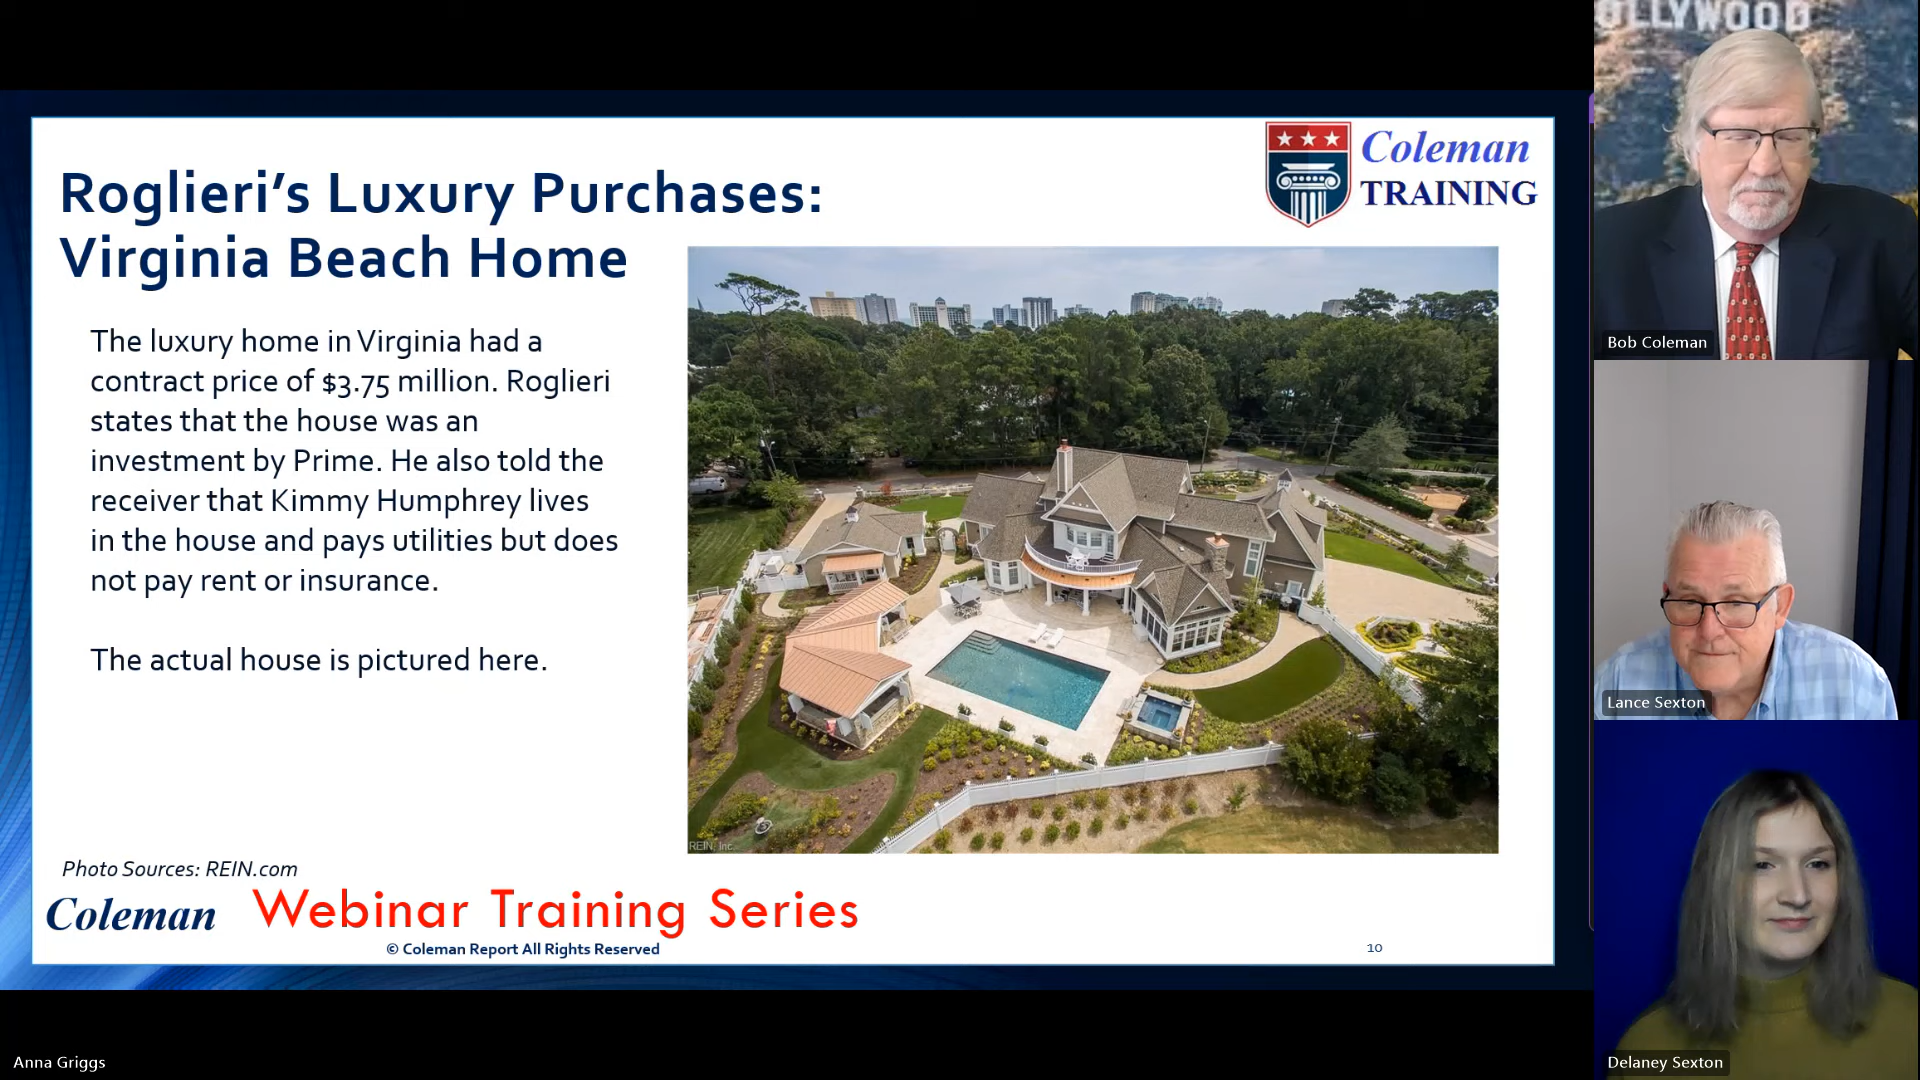 OLLYWOOD
Coleman
TRAINING
Roglieri's Luxury Purchases:
Virginia Beach Home
The luxury home in Virginia had a
contract price of $3.75 million. Roglieri
states that the house was an
investment by Prime. He also told the
receiver that Kimmy Humphrey lives
in the house and pays utilities but does
not pay rent or insurance.
The actual house is pictured here.
REIN, Inc.
Photo Sources: REIN.com
Coleman Webinar Training Series
© Coleman Report All Rights Reserved
10
Bob Coleman
Lance Sexton
Delaney Sexton
Anna Griggs